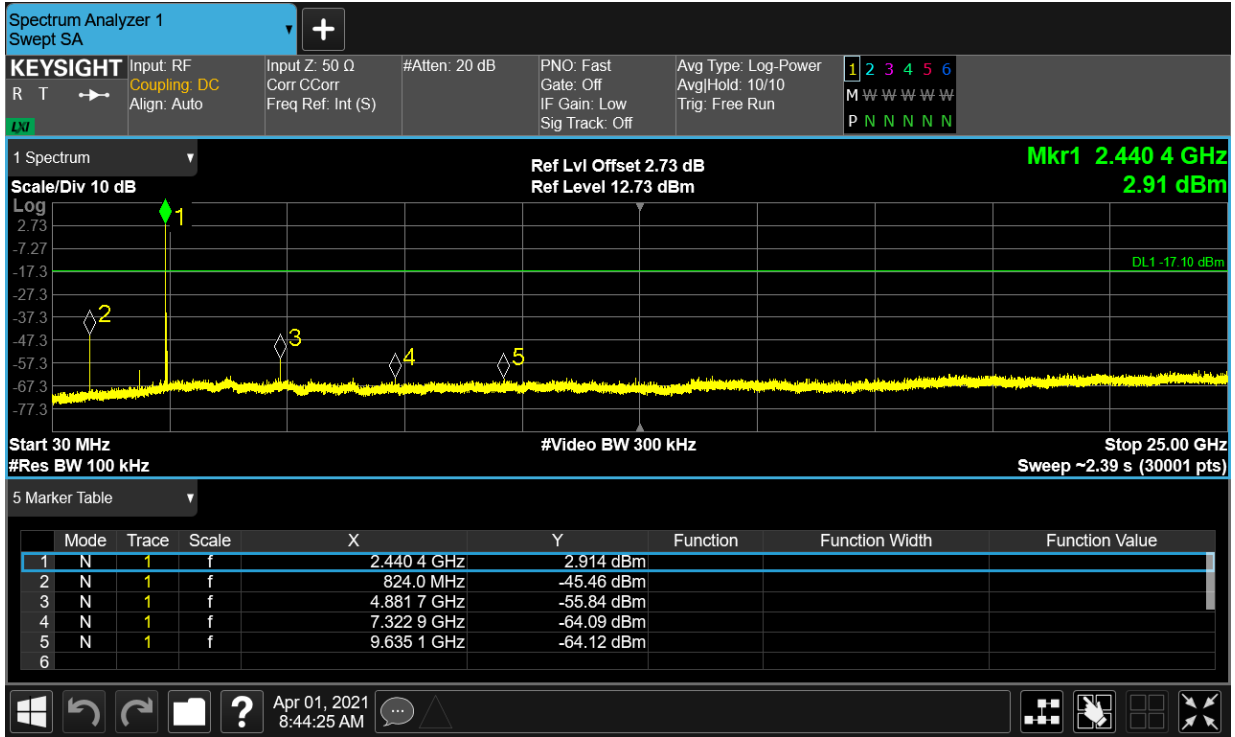 Spectrum Analyzer 1
Swept SA
KEYSIGHT
R T
LXI
Input: RF
Coupling: DC
Align: Auto
Input Z: 50 Ω
Corr CCorr
Freq Ref: Int (S)
#Atten: 20 dB
PNO: Fast
Gate: Off
IF Gain: Low
Sig Track: Off
Avg Type: Log-Power
Avg|Hold: 10/10
Trig: Free Run
1 2 3 4 5 6
M W W W W W
P N N N N N
1 Spectrum
Scale/Div 10 dB
Ref Lvl Offset 2.73 dB
Ref Level 12.73 dBm
Mkr1 2.440 4 GHz
2.91 dBm
Log
2.73
-7.27
-17.3
-27.3
-37.3
-47.3
-57.3
-67.3
-77.3
1
2
3
4
5
DL1 -17.10 dBm
Start 30 MHz
#Video BW 300 kHz
Stop 25.00 GHz
#Res BW 100 kHz
Sweep ~2.39 s (30001 pts)
5 Marker Table
Mode Trace Scale X Y Function Function Width Function Value
1 N 1 f 2.440 4 GHz 2.914 dBm
2 N 1 f 824.0 MHz -45.46 dBm
3 N 1 f 4.881 7 GHz -55.84 dBm
4 N 1 f 7.322 9 GHz -64.09 dBm
5 N 1 f 9.635 1 GHz -64.12 dBm
6
?
Apr 01, 2021
8:44:25 AM